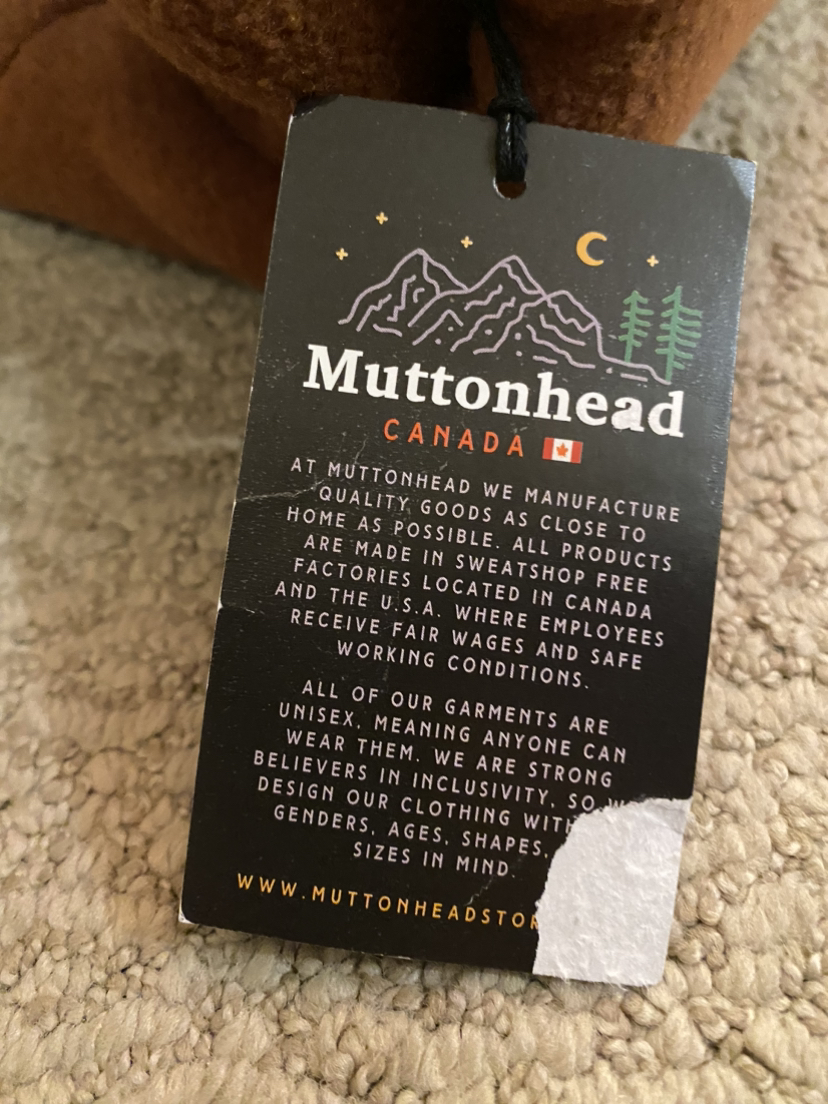 Muttonhead
CANADA
AT MUTTONHEAD WE MANUFACTURE
QUALITY GOODS AS CLOSE TO
HOME AS POSSIBLE. ALL PRODUCTS
ARE MADE IN SWEATSHOP FREE
FACTORIES LOCATED IN CANADA
AND THE U.S.A. WHERE EMPLOYEES
RECEIVE FAIR WAGES AND SAFE
WORKING CONDITIONS.
ALL OF OUR GARMENTS ARE
UNISEX, MEANING ANYONE CAN
WEAR THEM. WE ARE STRONG
BELIEVERS IN INCLUSIVITY, SO
DESIGN OUR CLOTHING WITH
GENDERS, AGES, SHAPES,
SIZES IN MIND.
WWW.MUTTONHEADSTOR